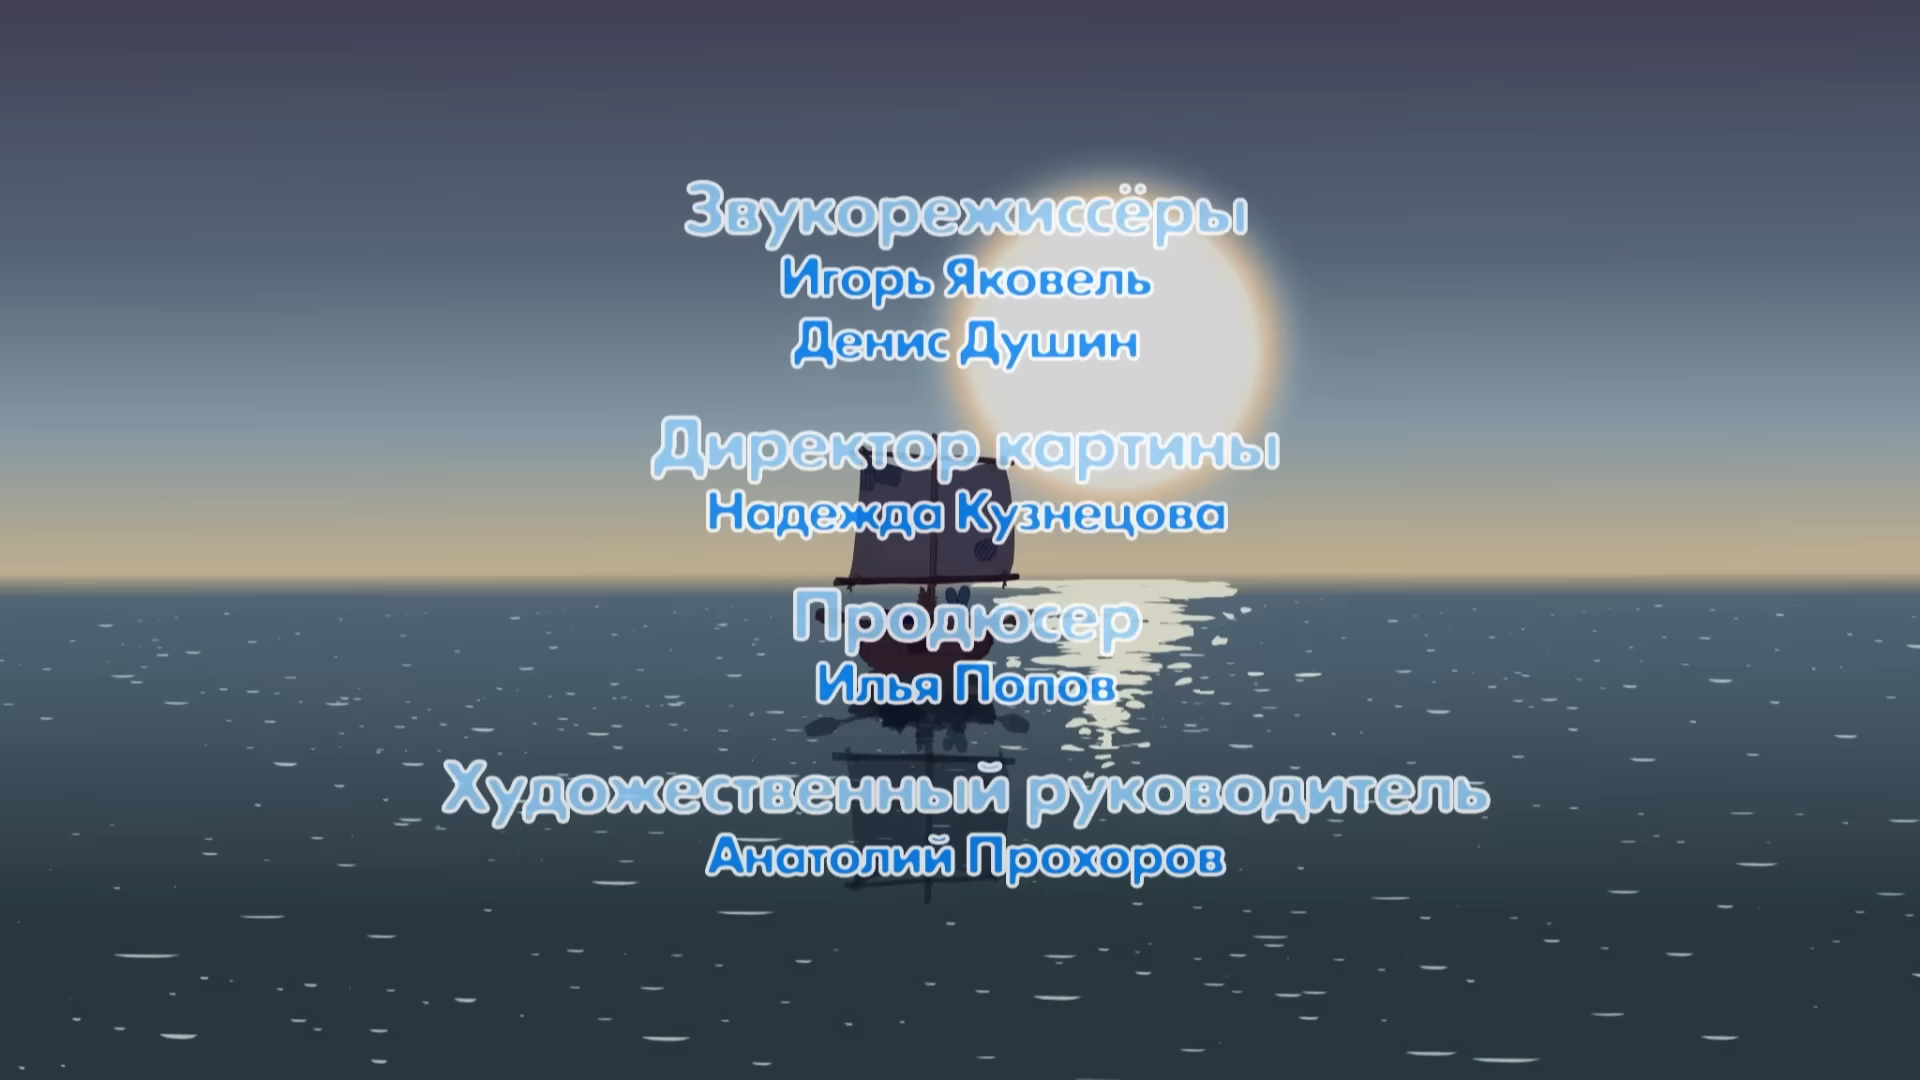 Звукорежиссёры
Игорь Яковель
Денис Душин
Директор картины
Надежда Кузнецова
Продюсер
Илья Попов
Художественный руководитель
Анатолий Прохоров